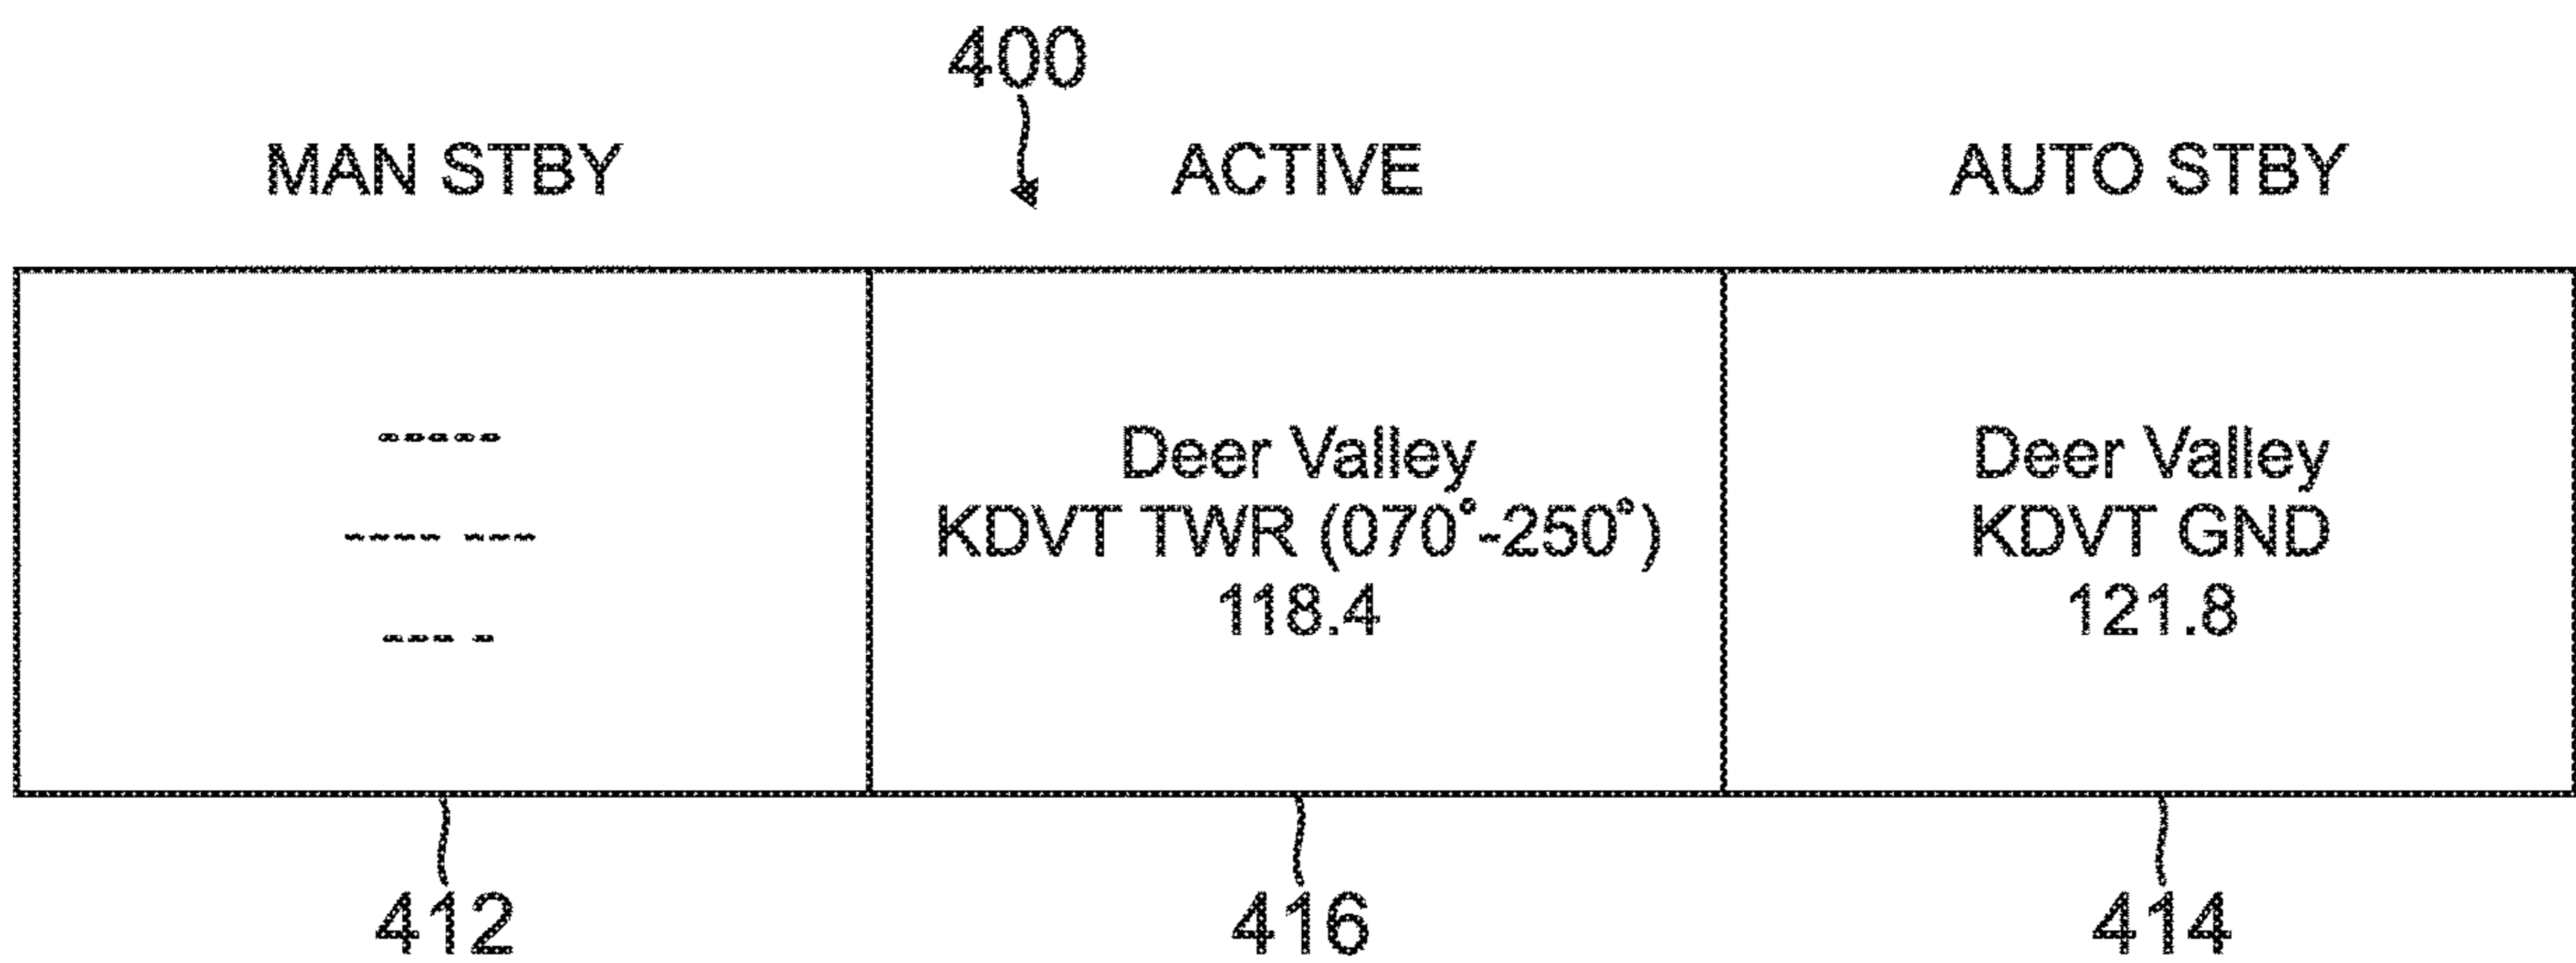 400
MAN STBY ACTIVE AUTO STBY
-----
---- ---
--- -
Deer Valley
KDVT TWR (070°-250°)
118.4
Deer Valley
KDVT GND
121.8
412 416 414